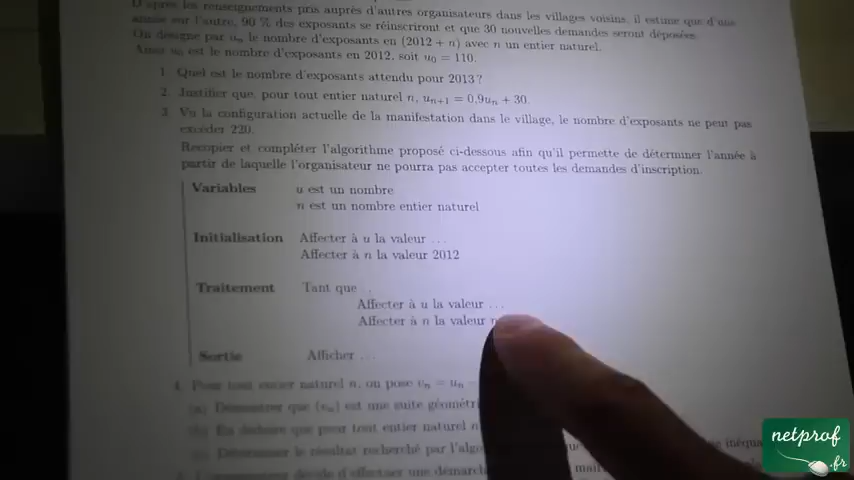 D'après les renseignements pris auprès d'autres organisateurs dans les villages voisins, il estime que d'une
année sur l'autre, 90 % des exposants se réinscriront et que 30 nouvelles demandes seront déposées.
On désigne par uₙ le nombre d'exposants en (2012 + n) avec n un entier naturel.
Ainsi u₀ est le nombre d'exposants en 2012, soit u₀ = 110.
1. Quel est le nombre d'exposants attendu pour 2013 ?
2. Justifier que, pour tout entier naturel n, uₙ₊₁ = 0,9uₙ + 30.
3. Vu la configuration actuelle de la manifestation dans le village, le nombre d'exposants ne peut pas
excéder 220.
Recopier et compléter l'algorithme proposé ci-dessous afin qu'il permette de déterminer l'année à
partir de laquelle l'organisateur ne pourra pas accepter toutes les demandes d'inscription.
Variables u est un nombre
n est un nombre entier naturel
Initialisation Affecter à u la valeur ...
Affecter à n la valeur 2012
Traitement Tant que ...
Affecter à u la valeur ...
Affecter à n la valeur n
Sortie Afficher ...
4. Pour tout entier naturel n, on pose vₙ = uₙ −
(a) Démontrer que (vₙ) est une suite géométri
(b) En déduire que pour tout entier naturel n
(c) Déterminer le résultat recherché par l'algo que inéqua
décide d'effectuer une démarch
netprof
.fr